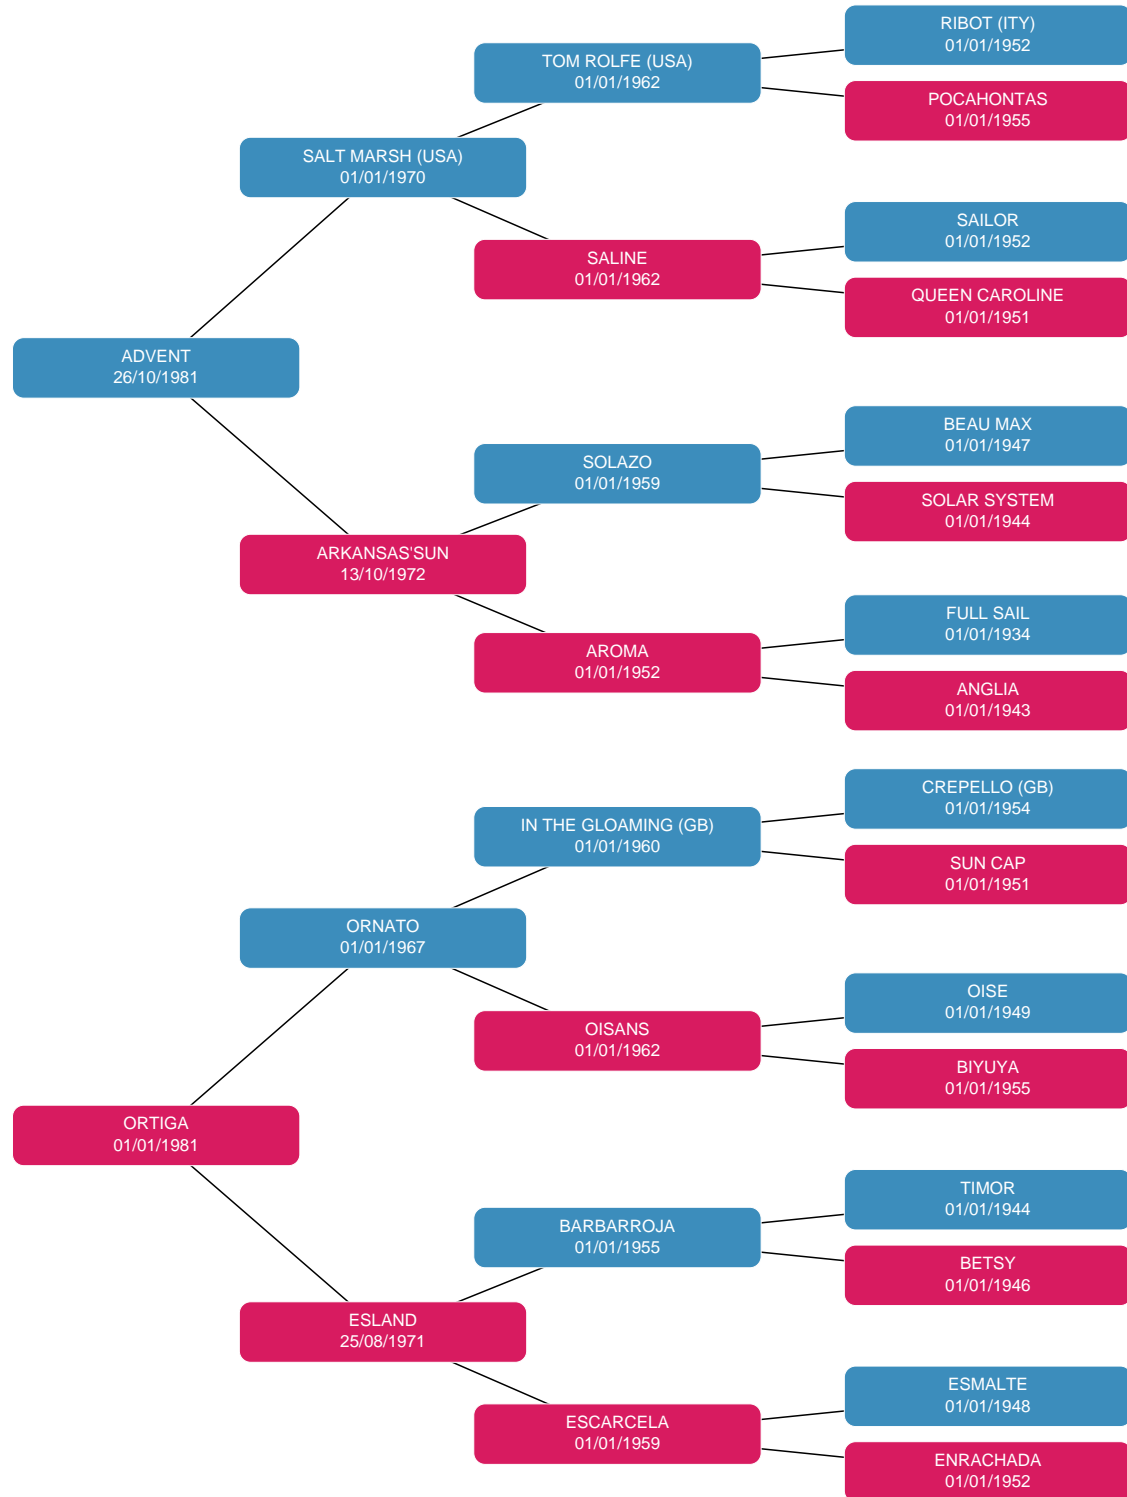 RIBOT (ITY)
01/01/1952
TOM ROLFE (USA)
01/01/1962
POCAHONTAS
01/01/1955
SALT MARSH (USA)
01/01/1970
SAILOR
01/01/1952
SALINE
01/01/1962
QUEEN CAROLINE
01/01/1951
ADVENT
26/10/1981
BEAU MAX
01/01/1947
SOLAZO
01/01/1959
SOLAR SYSTEM
01/01/1944
ARKANSAS'SUN
13/10/1972
FULL SAIL
01/01/1934
AROMA
01/01/1952
ANGLIA
01/01/1943
CREPELLO (GB)
01/01/1954
IN THE GLOAMING (GB)
01/01/1960
SUN CAP
01/01/1951
ORNATO
01/01/1967
OISE
01/01/1949
OISANS
01/01/1962
BIYUYA
01/01/1955
ORTIGA
01/01/1981
TIMOR
01/01/1944
BARBARROJA
01/01/1955
BETSY
01/01/1946
ESLAND
25/08/1971
ESMALTE
01/01/1948
ESCARCELA
01/01/1959
ENRACHADA
01/01/1952